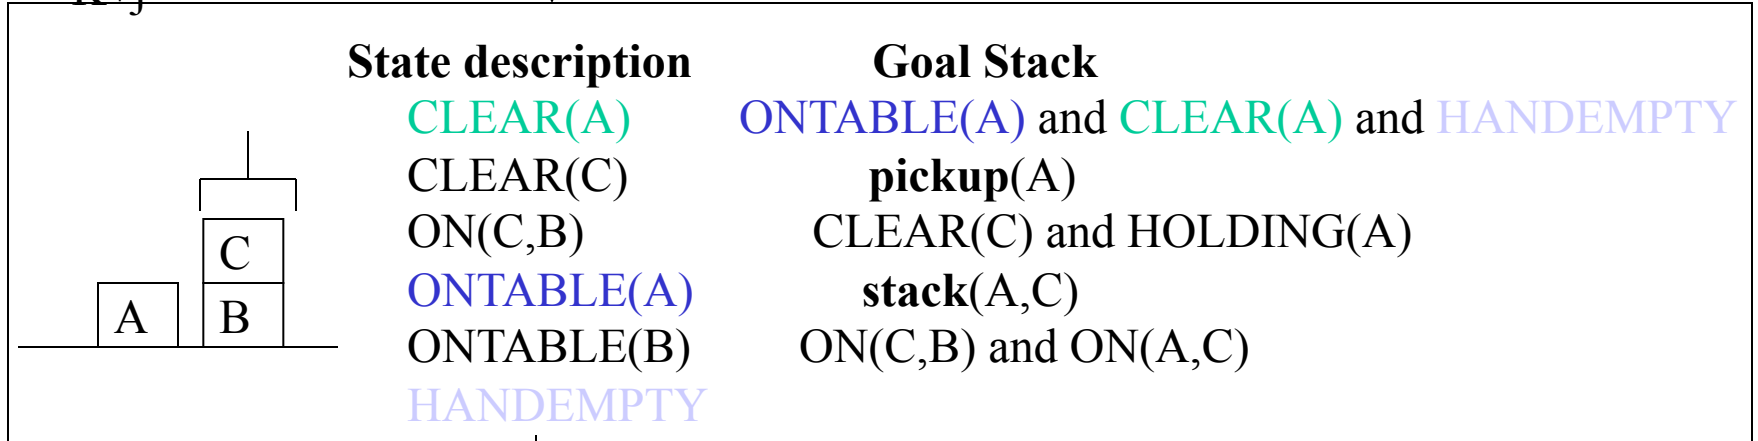 State description Goal Stack
CLEAR(A) ONTABLE(A) and CLEAR(A) and HANDEMPTY
CLEAR(C) pickup(A)
ON(C,B) CLEAR(C) and HOLDING(A)
C
ONTABLE(A) stack(A,C)
A B
ONTABLE(B) ON(C,B) and ON(A,C)
HANDEMPTY